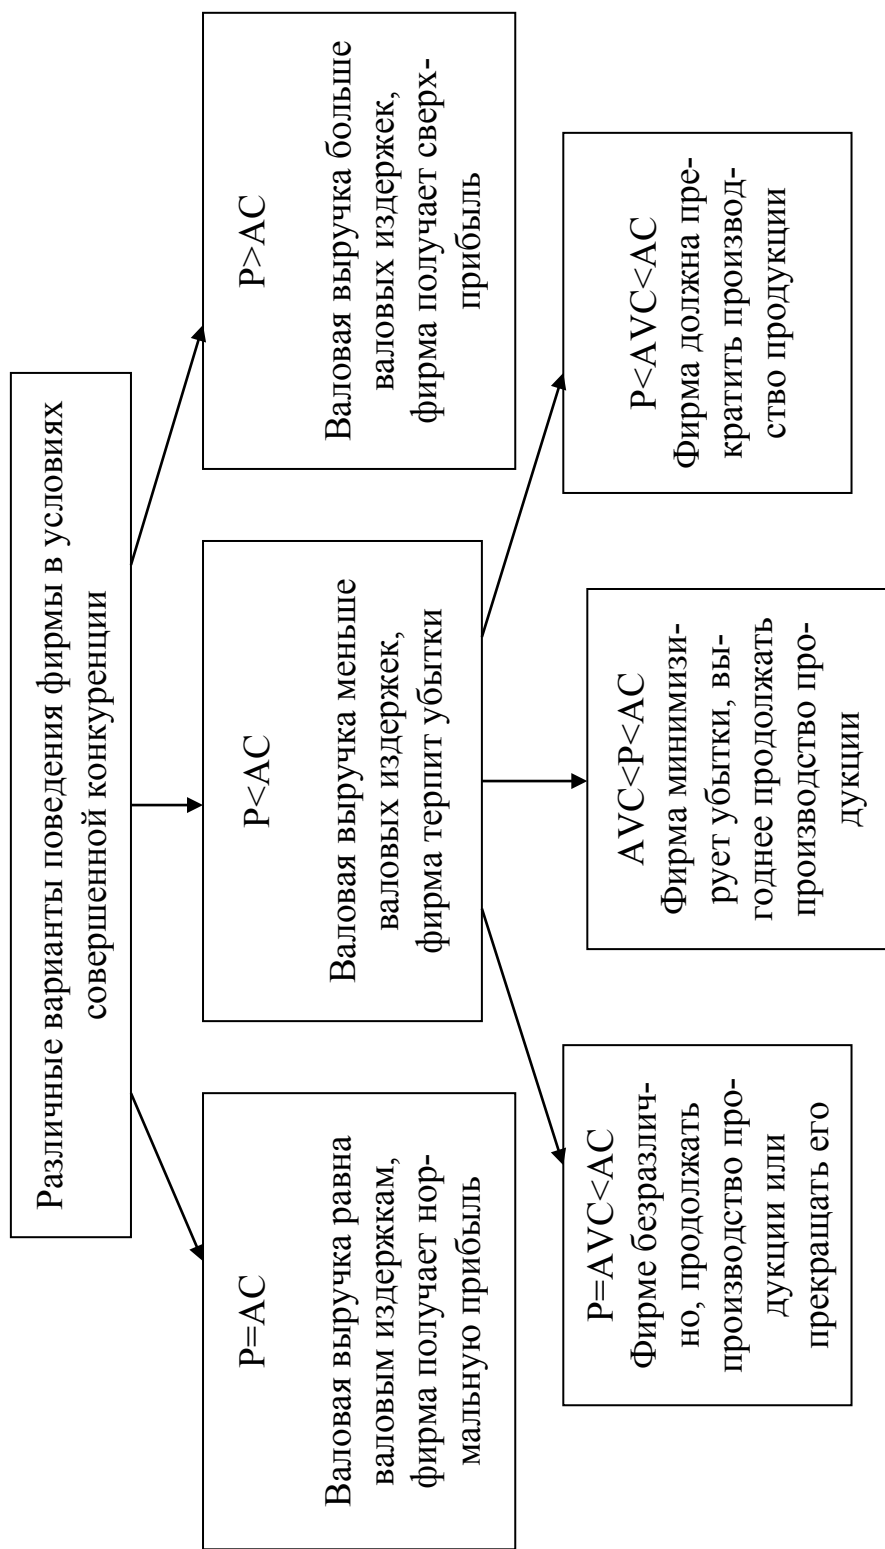 Различные варианты поведения фирмы в условиях
совершенной конкуренции
P=AC
Валовая выручка равна
валовым издержкам,
фирма получает нор-
мальную прибыль
P<AC
Валовая выручка меньше
валовых издержек,
фирма терпит убытки
P>AC
Валовая выручка больше
валовых издержек,
фирма получает сверх-
прибыль
P=AVC<AC
Фирме безразлич-
но, продолжать
производство про-
дукции или
прекращать его
AVC<P<AC
Фирма минимизи-
рует убытки, вы-
годнее продолжать
производство про-
дукции
P<AVC<AC
Фирма должна пре-
кратить производ-
ство продукции